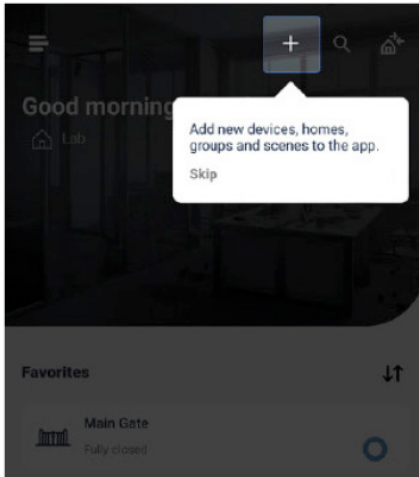 Good morning
Lab
Add new devices, homes,
groups and scenes to the app.
Skip
Favorites
Main Gate
Fully closed